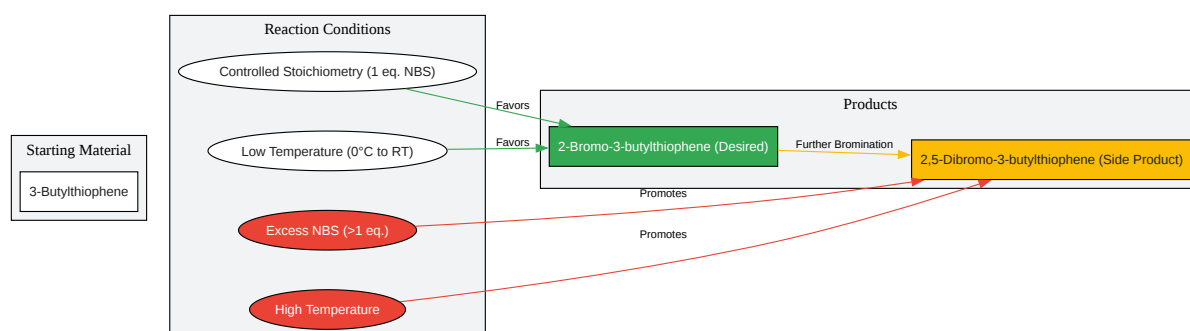 Reaction Conditions
Controlled Stoichiometry (1 eq. NBS)
Favors
Products
Starting Material
Low Temperature (0°C to RT)
Favors
2-Bromo-3-butylthiophene (Desired)
Further Bromination
2,5-Dibromo-3-butylthiophene (Side Product)
3-Butylthiophene
Promotes
Excess NBS (>1 eq.)
Promotes
High Temperature